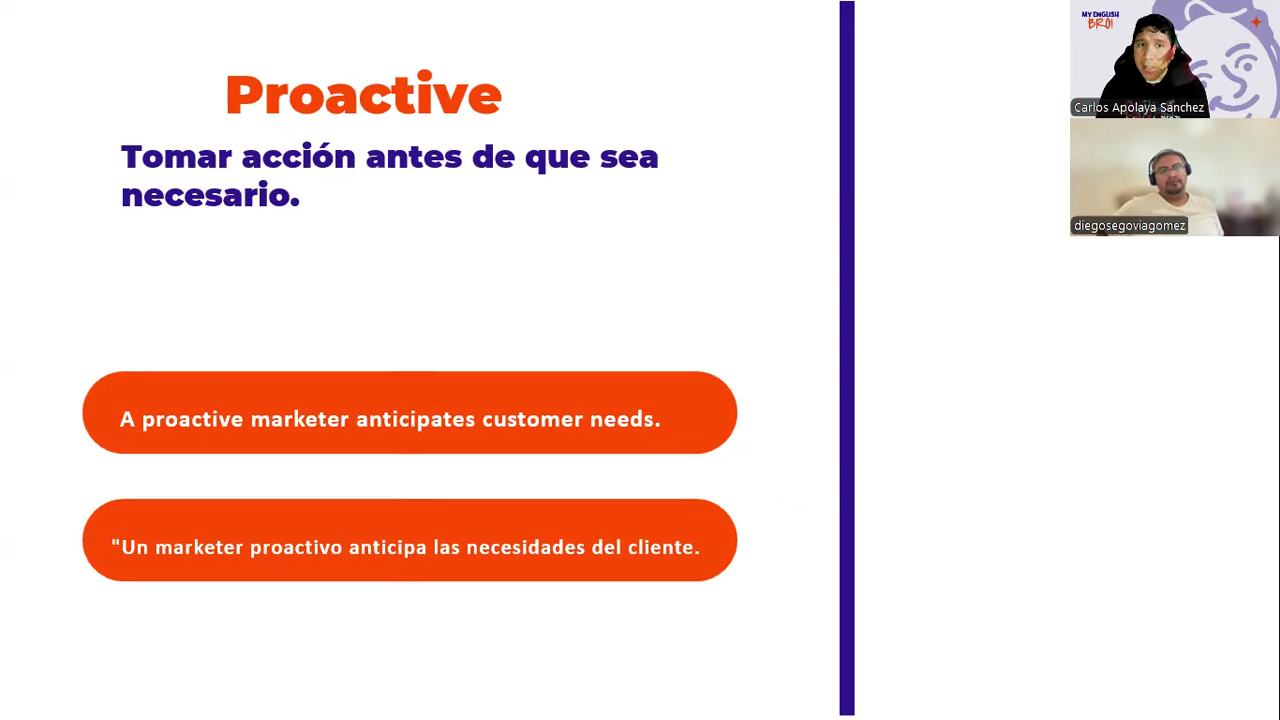 Proactive
Tomar acción antes de que sea
necesario.
A proactive marketer anticipates customer needs.
"Un marketer proactivo anticipa las necesidades del cliente.
MY ENGLISH
BRO!
Carlos Apolaya Sánchez
diegosegoviagomez